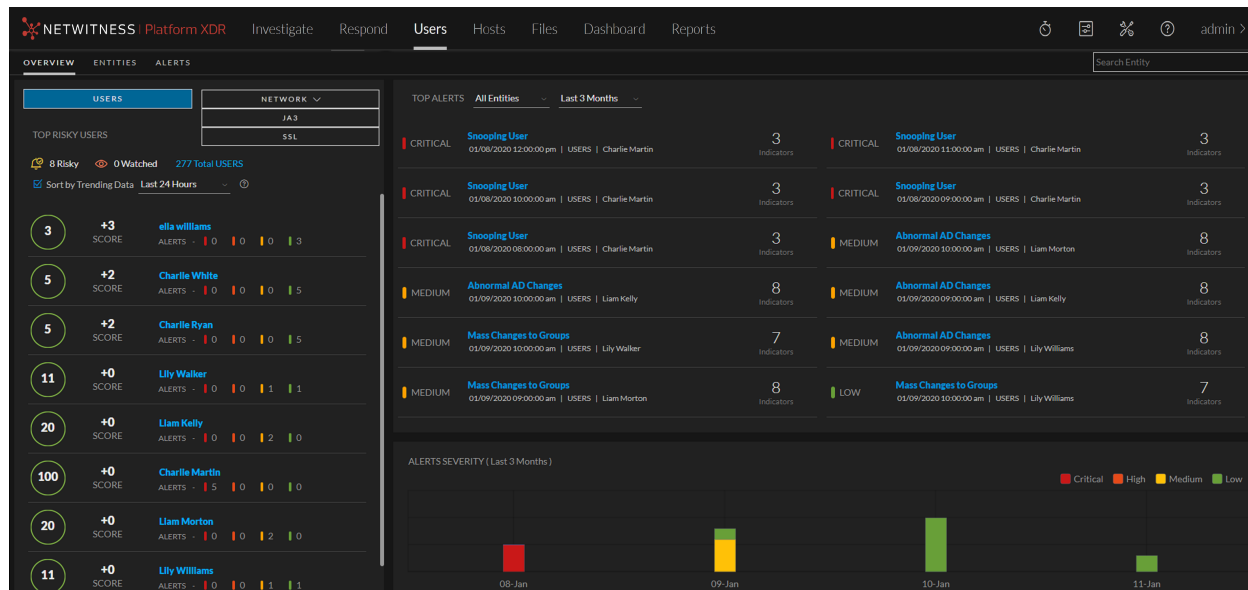 NETWITNESS | Platform XDR Investigate Respond Users Hosts Files Dashboard Reports admin >
OVERVIEW ENTITIES ALERTS Search Entity
USERS NETWORK
JA3
SSL
TOP RISKY USERS
8 Risky 0 Watched 277 Total USERS
Sort by Trending Data Last 24 Hours
3 +3 SCORE ella williams
ALERTS - 0 0 0 3
5 +2 SCORE Charlie White
ALERTS - 0 0 0 5
5 +2 SCORE Charlie Ryan
ALERTS - 0 0 0 5
11 +0 SCORE Lily Walker
ALERTS - 0 0 1 1
20 +0 SCORE Liam Kelly
ALERTS - 0 0 2 0
100 +0 SCORE Charlie Martin
ALERTS - 5 0 0 0
20 +0 SCORE Liam Morton
ALERTS - 0 0 2 0
11 +0 SCORE Lily Williams
ALERTS - 0 0 1 1
TOP ALERTS All Entities Last 3 Months
CRITICAL Snooping User 3
01/08/2020 12:00:00 pm | USERS | Charlie Martin Indicators
CRITICAL Snooping User 3
01/08/2020 11:00:00 am | USERS | Charlie Martin Indicators
CRITICAL Snooping User 3
01/08/2020 10:00:00 am | USERS | Charlie Martin Indicators
CRITICAL Snooping User 3
01/08/2020 09:00:00 am | USERS | Charlie Martin Indicators
CRITICAL Snooping User 3
01/08/2020 08:00:00 am | USERS | Charlie Martin Indicators
MEDIUM Abnormal AD Changes 8
01/09/2020 10:00:00 am | USERS | Liam Morton Indicators
MEDIUM Abnormal AD Changes 8
01/09/2020 10:00:00 am | USERS | Liam Kelly Indicators
MEDIUM Abnormal AD Changes 8
01/09/2020 09:00:00 am | USERS | Liam Kelly Indicators
MEDIUM Mass Changes to Groups 7
01/09/2020 10:00:00 am | USERS | Lily Walker Indicators
MEDIUM Abnormal AD Changes 8
01/09/2020 09:00:00 am | USERS | Lily Williams Indicators
MEDIUM Mass Changes to Groups 8
01/09/2020 09:00:00 am | USERS | Liam Morton Indicators
LOW Mass Changes to Groups 7
01/09/2020 10:00:00 am | USERS | Lily Williams Indicators
ALERTS SEVERITY ( Last 3 Months )
Critical High Medium Low
08-Jan 09-Jan 10-Jan 11-Jan